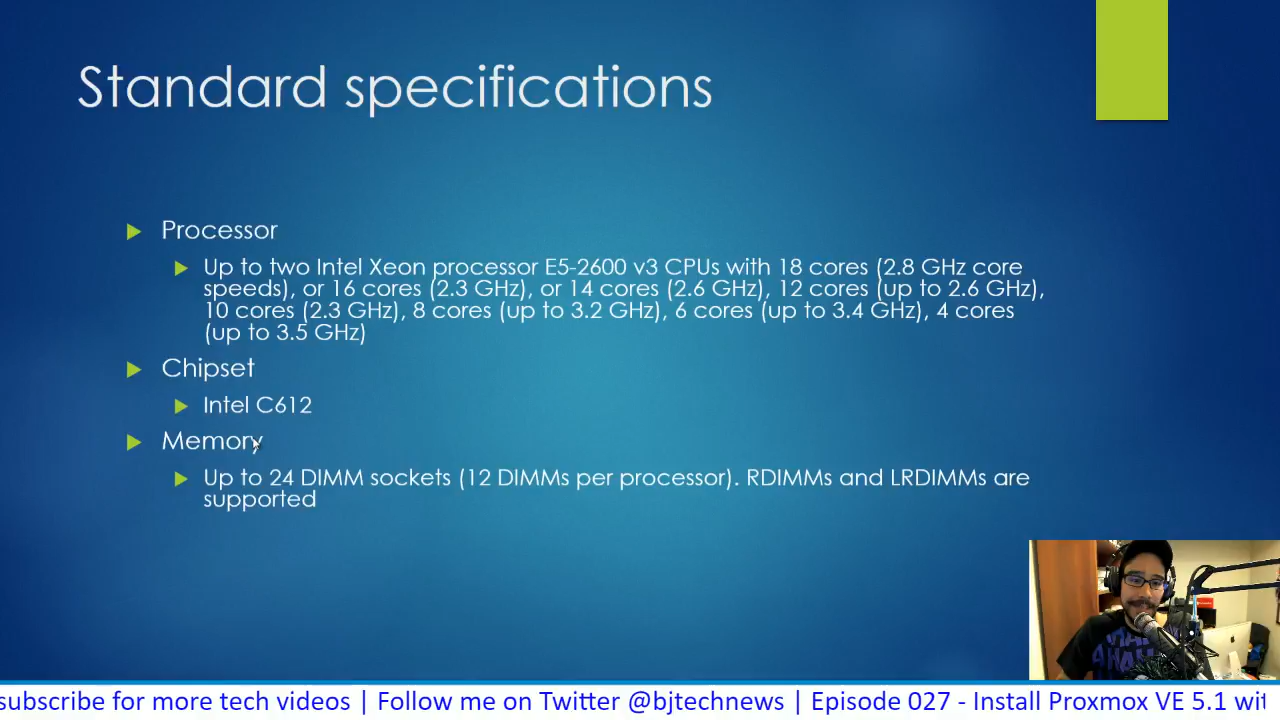 Standard specifications
Processor
Up to two Intel Xeon processor E5-2600 v3 CPUs with 18 cores (2.8 GHz core
speeds), or 16 cores (2.3 GHz), or 14 cores (2.6 GHz), 12 cores (up to 2.6 GHz),
10 cores (2.3 GHz), 8 cores (up to 3.2 GHz), 6 cores (up to 3.4 GHz), 4 cores
(up to 3.5 GHz)
Chipset
Intel C612
Memory
Up to 24 DIMM sockets (12 DIMMs per processor). RDIMMs and LRDIMMs are
supported
subscribe for more tech videos | Follow me on Twitter @bjtechnews | Episode 027 - Install Proxmox VE 5.1 wit